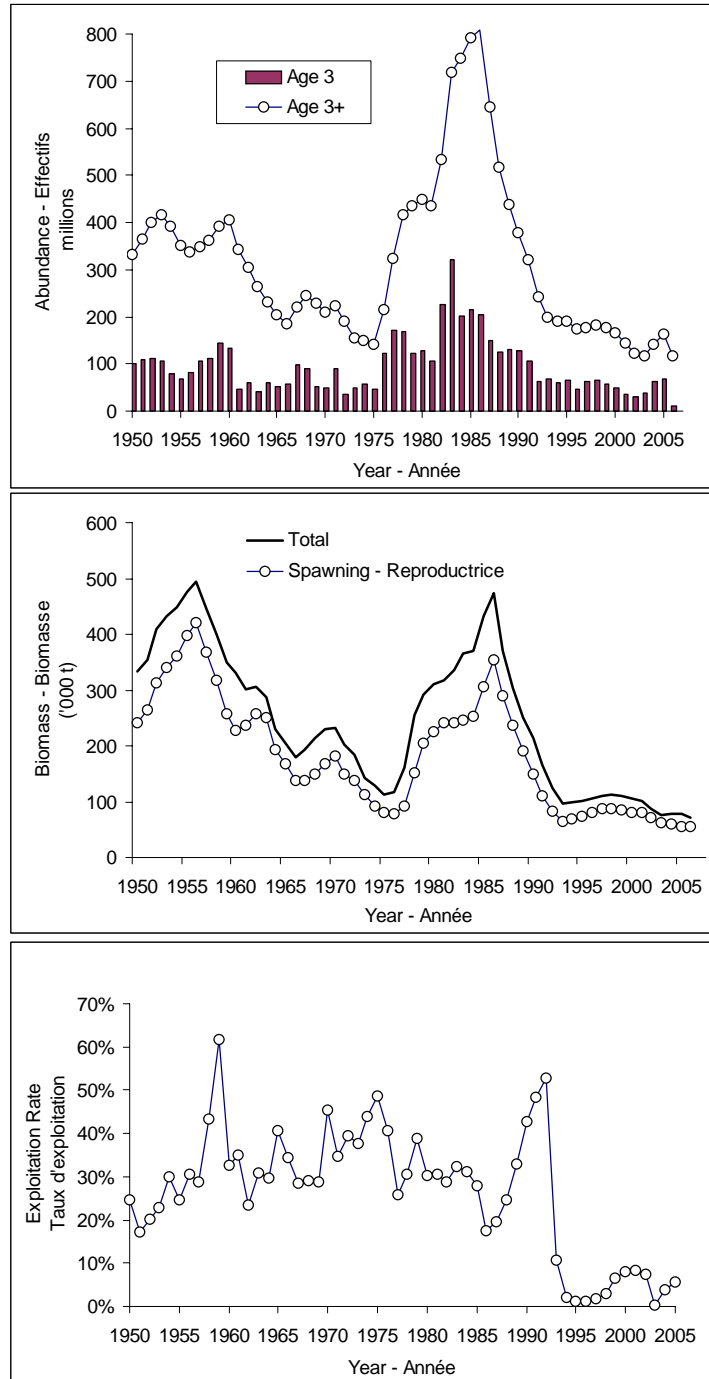 800
700
600
500
400
300
200
100
0
Abundance - Effectifs
millions
Age 3
Age 3+
1950 1955 1960 1965 1970 1975 1980 1985 1990 1995 2000 2005
Year - Année
600
500
400
300
200
100
0
Biomass - Biomasse
('000 t)
Total
Spawning - Reproductrice
1950 1955 1960 1965 1970 1975 1980 1985 1990 1995 2000 2005
Year - Année
70%
60%
50%
40%
30%
20%
10%
0%
Exploitation Rate
Taux d'exploitation
1950 1955 1960 1965 1970 1975 1980 1985 1990 1995 2000 2005
Year - Année